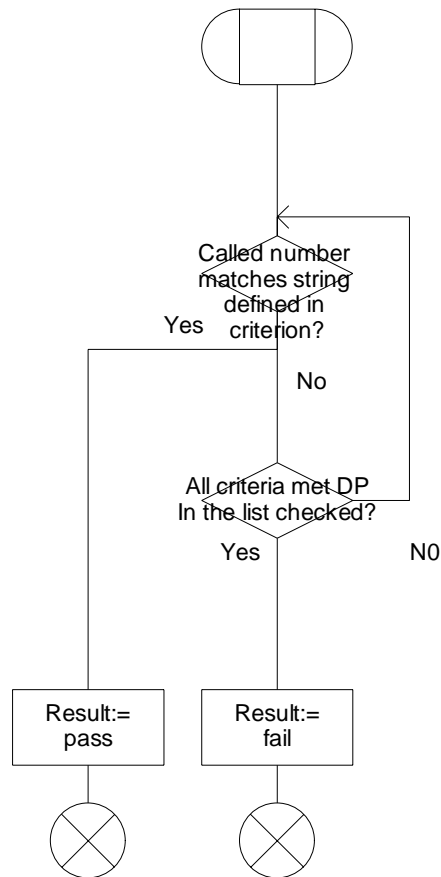 Called number
matches string
defined in
criterion?
Yes
No
All criteria met DP
In the list checked?
Yes
N0
Result:=
pass
Result:=
fail